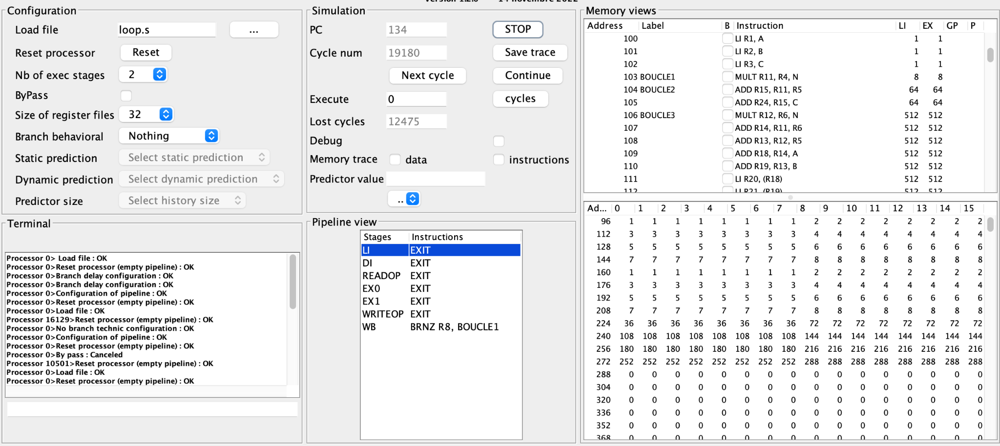 Version 1.2.0 14 novembre 2022
Configuration
Load file loop.s ...
Reset processor Reset
Nb of exec stages 2
ByPass
Size of register files 32
Branch behavioral Nothing
Static prediction Select static prediction
Dynamic prediction Select dynamic prediction
Predictor size Select history size
Simulation
PC 134 STOP
Cycle num 19180 Save trace
Next cycle Continue
Execute 0 cycles
Lost cycles 12475
Debug
Memory trace data instructions
Predictor value
..
Memory views
Address Label B Instruction LI EX GP P
100 LI R1, A 1 1
101 LI R2, B 1 1
102 LI R3, C 1 1
103 BOUCLE1 MULT R11, R4, N 8 8
104 BOUCLE2 ADD R15, R11, R5 64 64
105 ADD R24, R15, C 64 64
106 BOUCLE3 MULT R12, R6, N 512 512
107 ADD R14, R11, R6 512 512
108 ADD R13, R12, R5 512 512
109 ADD R18, R14, A 512 512
110 ADD R19, R13, B 512 512
111 LI R20, (R18) 512 512
112 LI R21, (R19) 512 512
Terminal
Processor 0> Load file : OK
Processor 0>Reset processor (empty pipeline) : OK
Processor 0>Branch delay configuration : OK
Processor 0>Branch delay configuration : OK
Processor 0>Configuration of pipeline : OK
Processor 0>Reset processor (empty pipeline) : OK
Processor 0>Load file : OK
Processor 16129>Reset processor (empty pipeline) : OK
Processor 0>No branch technic configuration : OK
Processor 0>Configuration of pipeline : OK
Processor 0>Reset processor (empty pipeline) : OK
Processor 0>By pass : Canceled
Processor 10501>Reset processor (empty pipeline) : OK
Processor 0>Load file : OK
Processor 0>Reset processor (empty pipeline) : OK
Pipeline view
Stages Instructions
LI EXIT
DI EXIT
READOP EXIT
EX0 EXIT
EX1 EXIT
WRITEOP EXIT
WB BRNZ R8, BOUCLE1
Ad... 0 1 2 3 4 5 6 7 8 9 10 11 12 13 14 15
96 1 1 1 1 1 1 1 1 2 2 2 2 2 2 2 2
112 3 3 3 3 3 3 3 3 4 4 4 4 4 4 4 4
128 5 5 5 5 5 5 5 5 6 6 6 6 6 6 6 6
144 7 7 7 7 7 7 7 7 8 8 8 8 8 8 8 8
160 1 1 1 1 1 1 1 1 2 2 2 2 2 2 2 2
176 3 3 3 3 3 3 3 3 4 4 4 4 4 4 4 4
192 5 5 5 5 5 5 5 5 6 6 6 6 6 6 6 6
208 7 7 7 7 7 7 7 7 8 8 8 8 8 8 8 8
224 36 36 36 36 36 36 36 36 72 72 72 72 72 72 72 72
240 108 108 108 108 108 108 108 108 144 144 144 144 144 144 144 144
256 180 180 180 180 180 180 180 180 216 216 216 216 216 216 216 216
272 252 252 252 252 252 252 252 252 288 288 288 288 288 288 288 288
288 0 0 0 0 0 0 0 0 0 0 0 0 0 0 0 0
304 0 0 0 0 0 0 0 0 0 0 0 0 0 0 0 0
320 0 0 0 0 0 0 0 0 0 0 0 0 0 0 0 0
336 0 0 0 0 0 0 0 0 0 0 0 0 0 0 0 0
352 0 0 0 0 0 0 0 0 0 0 0 0 0 0 0 0
368 0 0 0 0 0 0 0 0 0 0 0 0 0 0 0 0